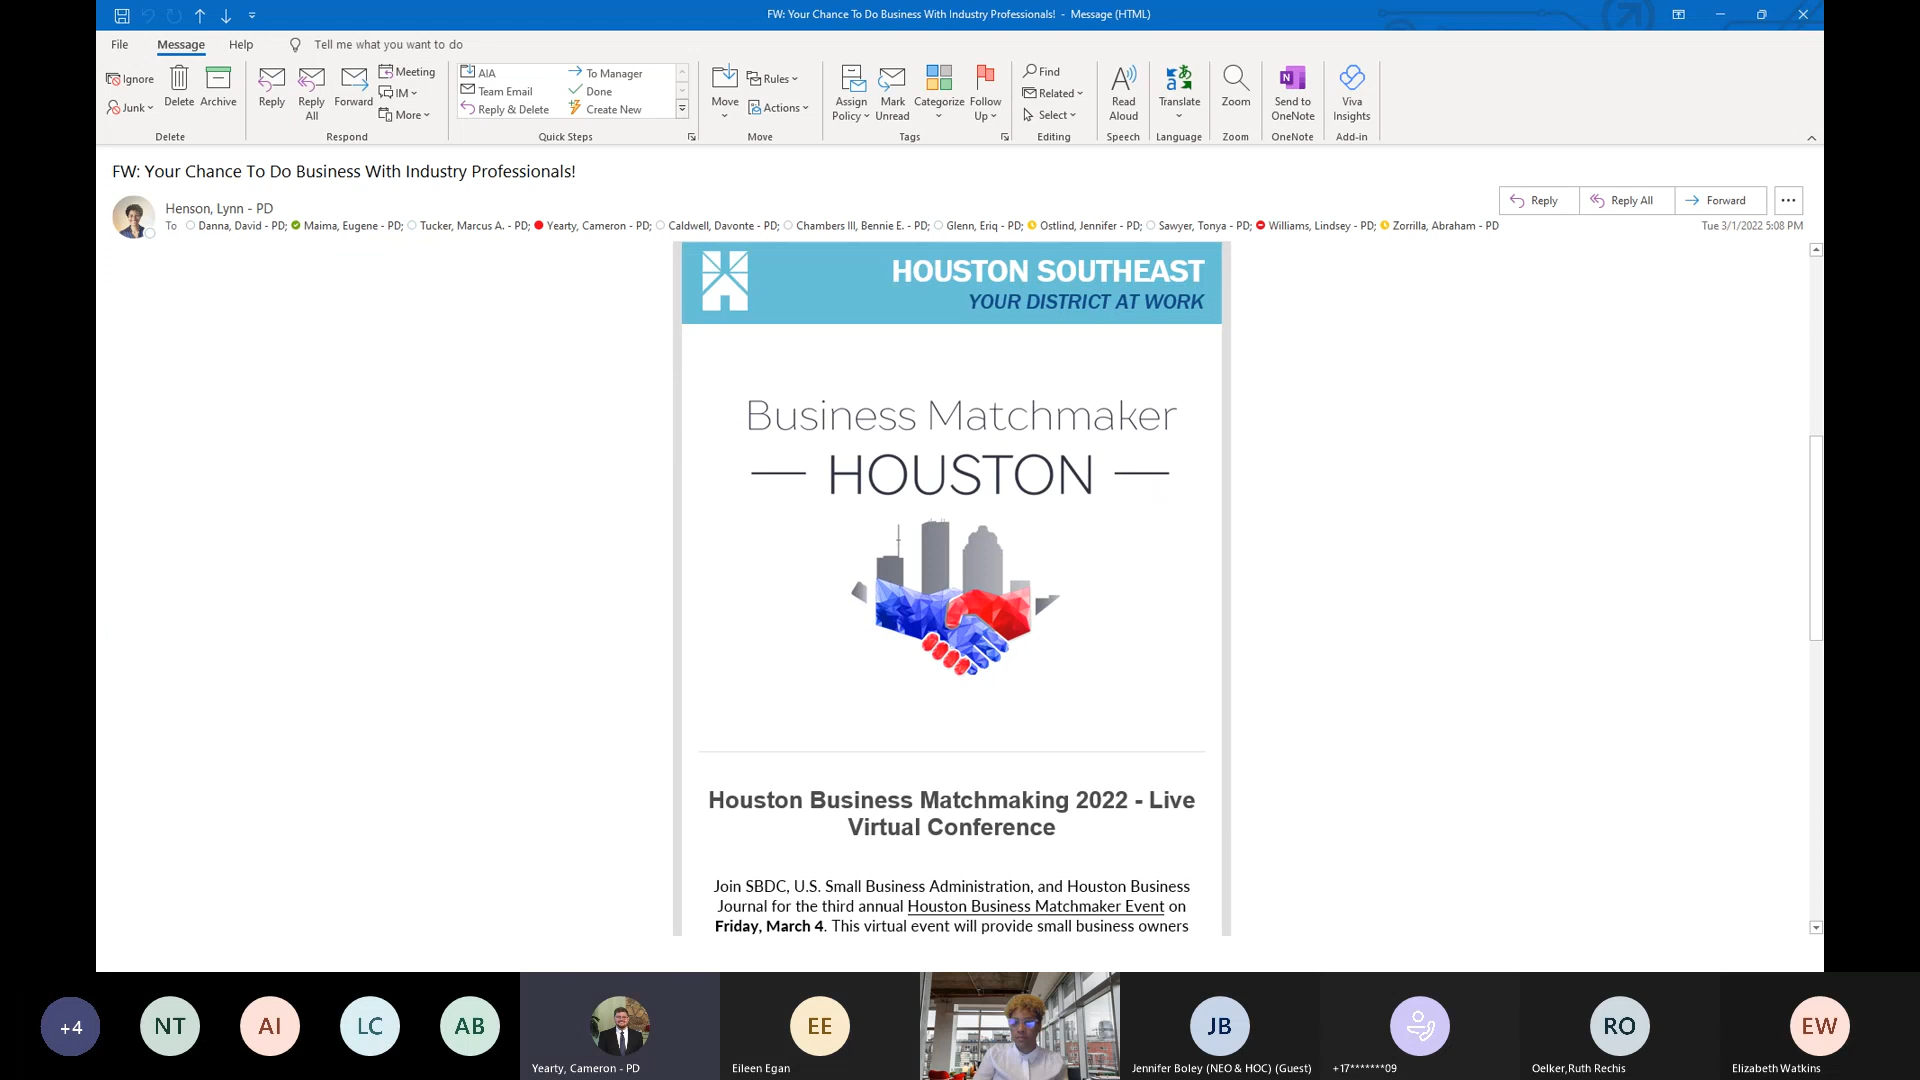 FW: Your Chance To Do Business With Industry Professionals! - Message (HTML)
File Message Help Tell me what you want to do
Ignore
Junk
Delete
Archive
Delete
Reply
Reply All
Forward
Meeting
IM
More
Respond
AIA
Team Email
Reply & Delete
To Manager
Done
Create New
Quick Steps
Move
Rules
Actions
Move
Assign Policy
Mark Unread
Categorize
Follow Up
Tags
Find
Related
Select
Editing
Read Aloud
Speech
Translate
Language
Zoom
Zoom
Send to OneNote
OneNote
Viva Insights
Add-in
FW: Your Chance To Do Business With Industry Professionals!
Henson, Lynn - PD
To Danna, David - PD; Maima, Eugene - PD; Tucker, Marcus A. - PD; Yearty, Cameron - PD; Caldwell, Davonte - PD; Chambers III, Bennie E. - PD; Glenn, Eriq - PD; Ostlind, Jennifer - PD; Sawyer, Tonya - PD; Williams, Lindsey - PD; Zorrilla, Abraham - PD
Reply
Reply All
Forward
Tue 3/1/2022 5:08 PM
HOUSTON SOUTHEAST
YOUR DISTRICT AT WORK
Business Matchmaker
HOUSTON
Houston Business Matchmaking 2022 - Live
Virtual Conference
Join SBDC, U.S. Small Business Administration, and Houston Business
Journal for the third annual Houston Business Matchmaker Event on
Friday, March 4. This virtual event will provide small business owners
+4
NT
AI
LC
AB
Yearty, Cameron - PD
EE
Eileen Egan
JB
Jennifer Boley (NEO & HOC) (Guest)
+17*******09
RO
Oelker,Ruth Rechis
EW
Elizabeth Watkins